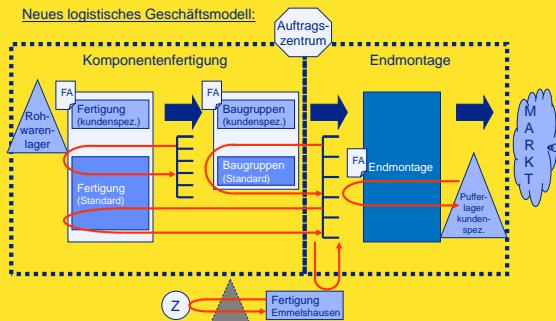 Neues logistisches Geschäftsmodell:
Auftrags-
zentrum
Komponentenfertigung
Endmontage
FA
Fertigung
(kundenspez.)
FA
Baugruppen
(kundenspez.)
Roh-
waren-
lager
Fertigung
(Standard)
Baugruppen
(Standard)
FA
Endmontage
Puffer-
lager
kunden-
spez.
M
A
R
K
T
Z
Fertigung
Emmelshausen